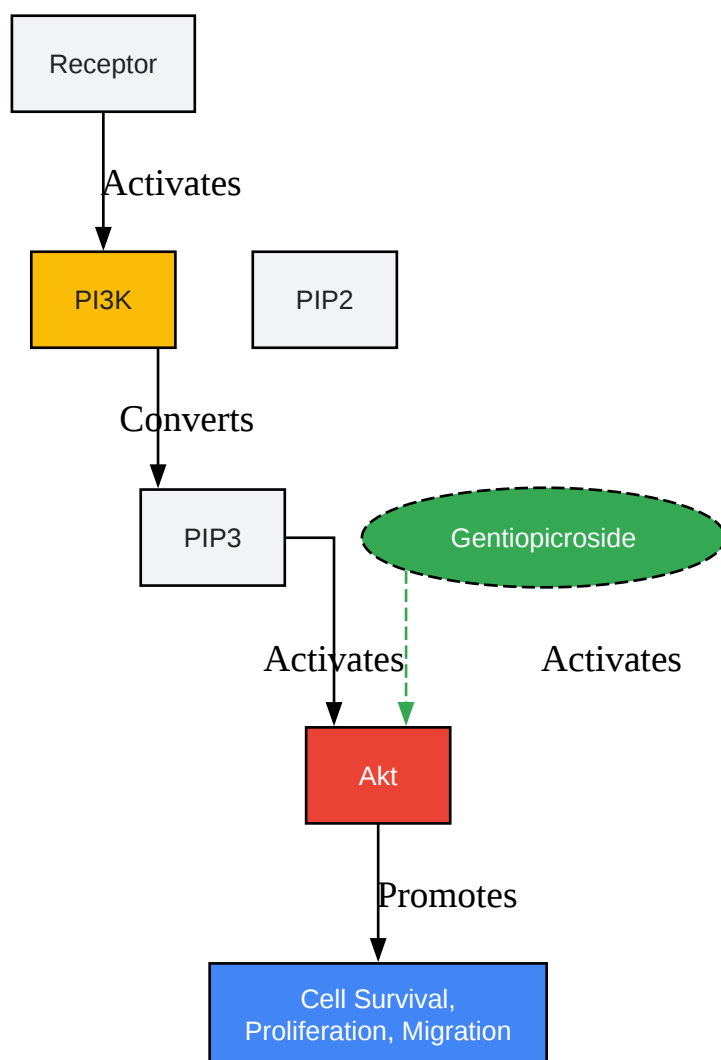 Receptor
Activates
PI3K
PIP2
Converts
PIP3
Gentiopicroside
Activates
Activates
Akt
Promotes
Cell Survival,
Proliferation, Migration